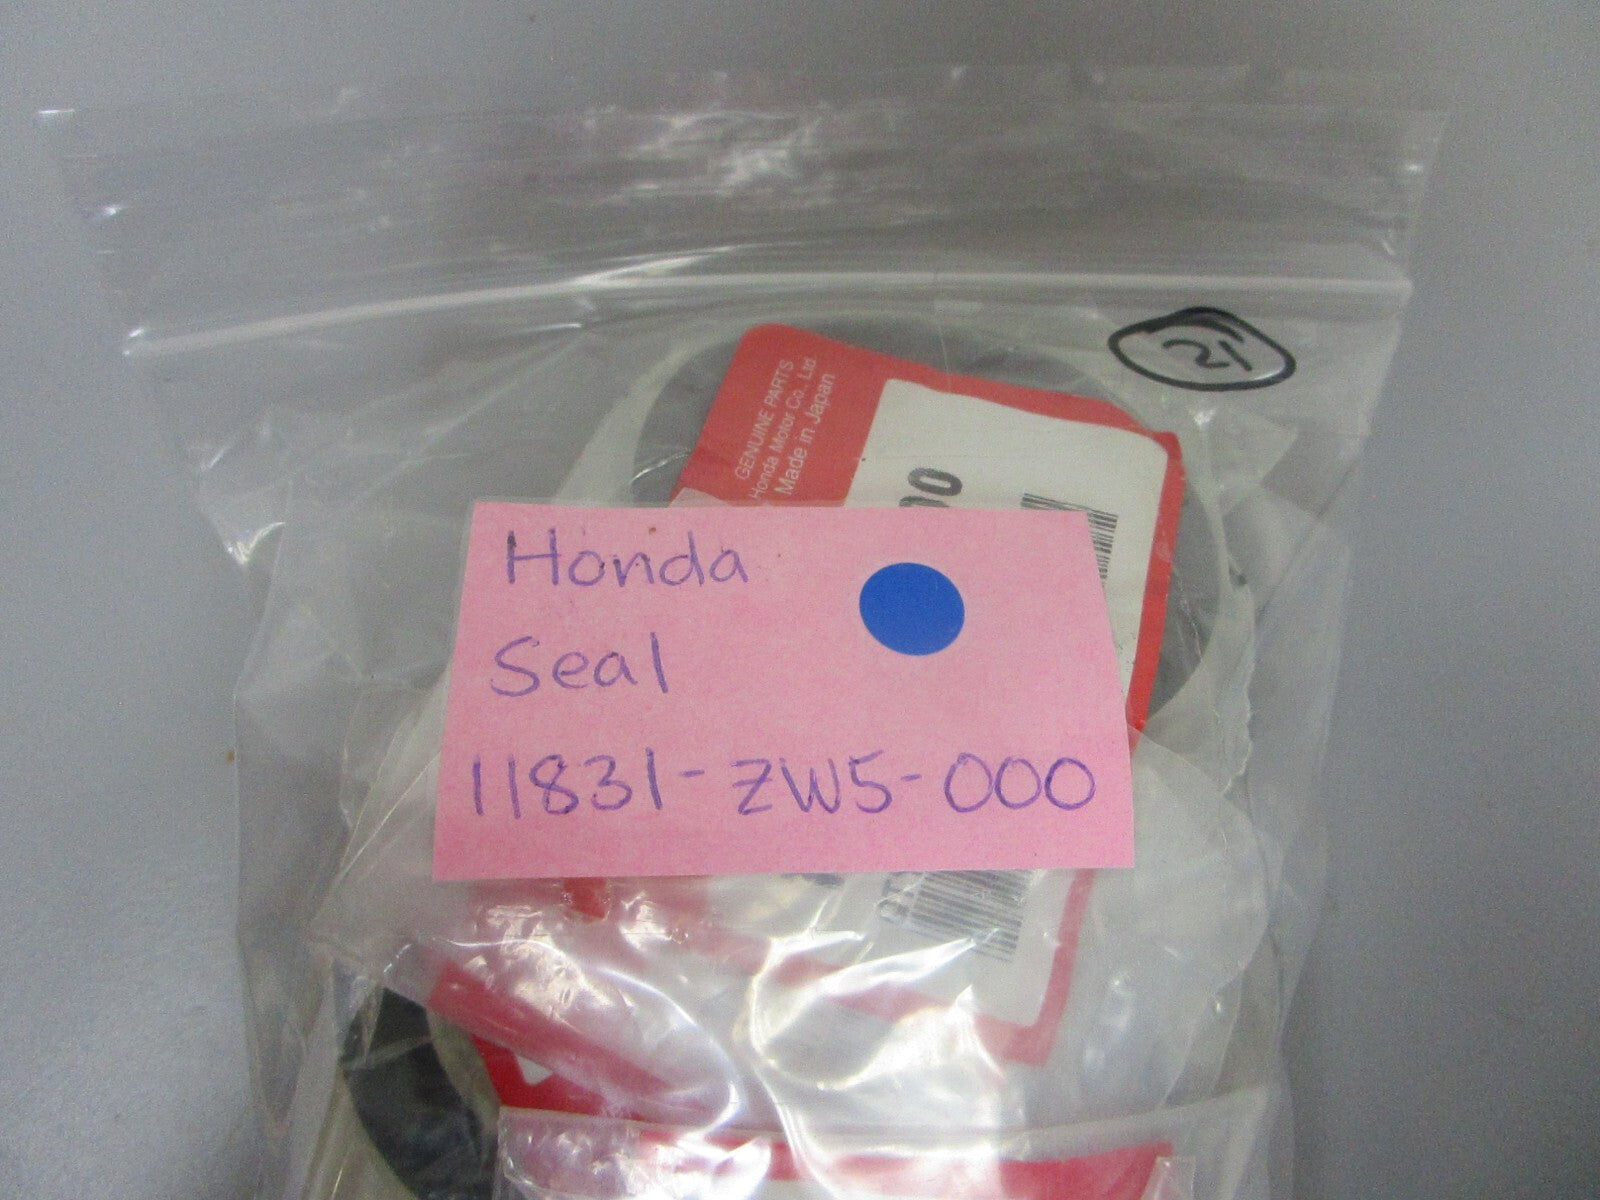 21
GENUINE PARTS
Honda Motor Co., Ltd.
Made in Japan
Honda
Seal
11831-ZW5-000